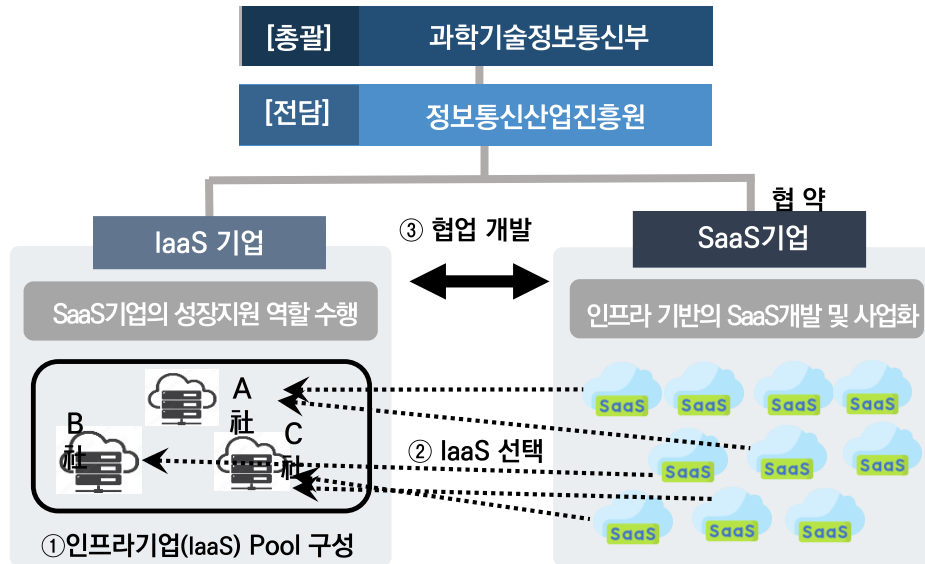 [총괄] 과학기술정보통신부
[전담] 정보통신산업진흥원
협 약
IaaS 기업
③ 협업 개발
SaaS기업
SaaS기업의 성장지원 역할 수행
인프라 기반의 SaaS개발 및 사업화
A
社
B
社
C
社
② IaaS 선택
SaaS
SaaS
SaaS
SaaS
SaaS
SaaS
SaaS
SaaS
SaaS
SaaS
①인프라기업(IaaS) Pool 구성